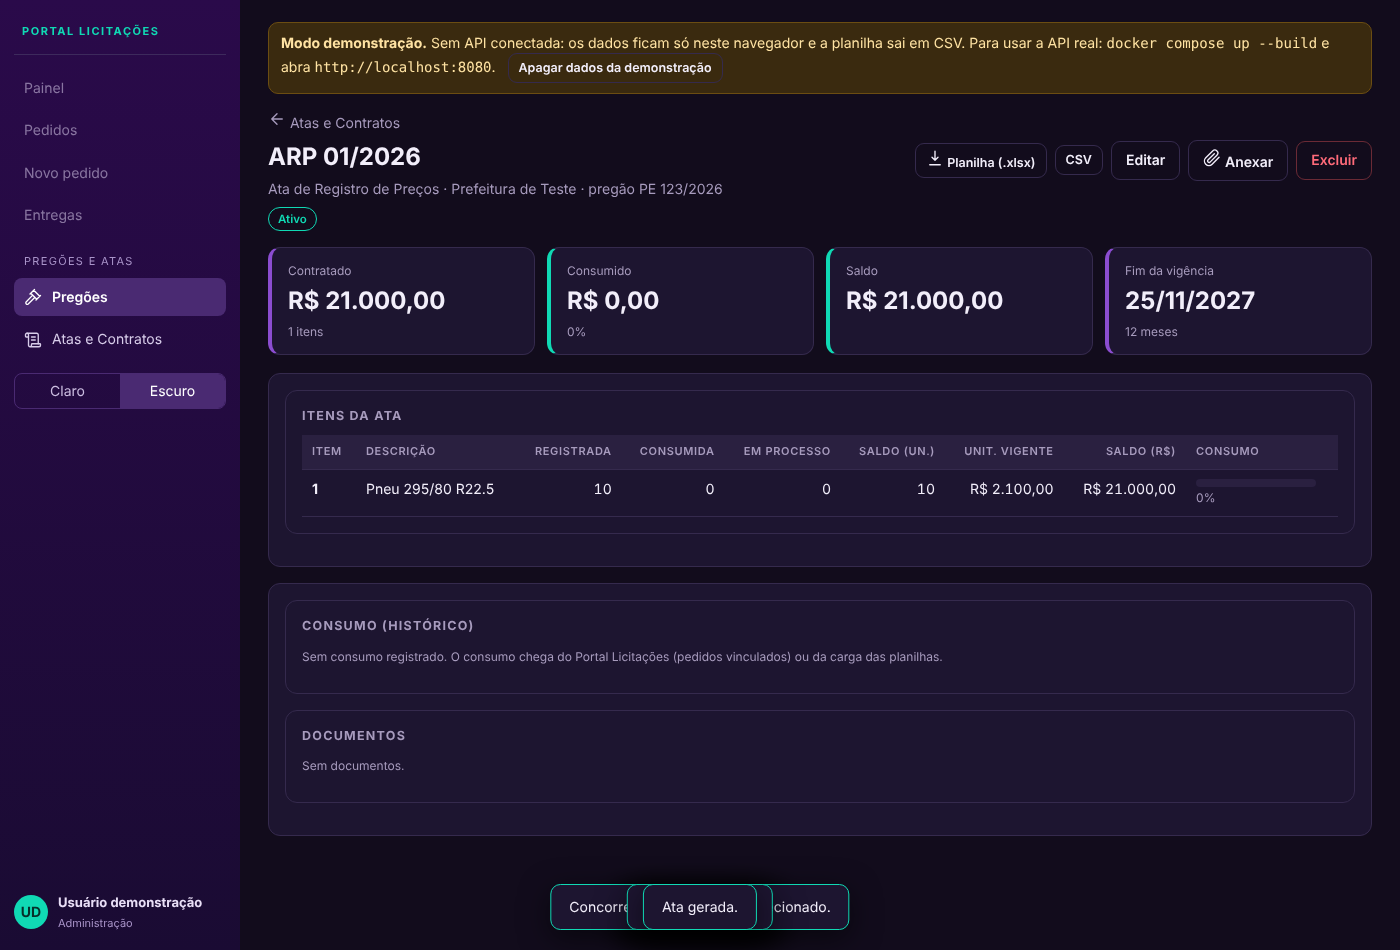 PORTAL LICITAÇÕES
Painel
Pedidos
Novo pedido
Entregas
PREGÕES E ATAS
Pregões
Atas e Contratos
Claro
Escuro
UD
Usuário demonstração
Administração
Modo demonstração. Sem API conectada: os dados ficam só neste navegador e a planilha sai em CSV. Para usar a API real: docker compose up --build e
abra http://localhost:8080. Apagar dados da demonstração
Atas e Contratos
ARP 01/2026
Planilha (.xlsx)
CSV
Editar
Anexar
Excluir
Ata de Registro de Preços · Prefeitura de Teste · pregão PE 123/2026
Ativo
Contratado
R$ 21.000,00
1 itens
Consumido
R$ 0,00
0%
Saldo
R$ 21.000,00
Fim da vigência
25/11/2027
12 meses
ITENS DA ATA
ITEM DESCRIÇÃO REGISTRADA CONSUMIDA EM PROCESSO SALDO (UN.) UNIT. VIGENTE SALDO (R$) CONSUMO
1 Pneu 295/80 R22.5 10 0 0 10 R$ 2.100,00 R$ 21.000,00
0%
CONSUMO (HISTÓRICO)
Sem consumo registrado. O consumo chega do Portal Licitações (pedidos vinculados) ou da carga das planilhas.
DOCUMENTOS
Sem documentos.
Ata gerada.